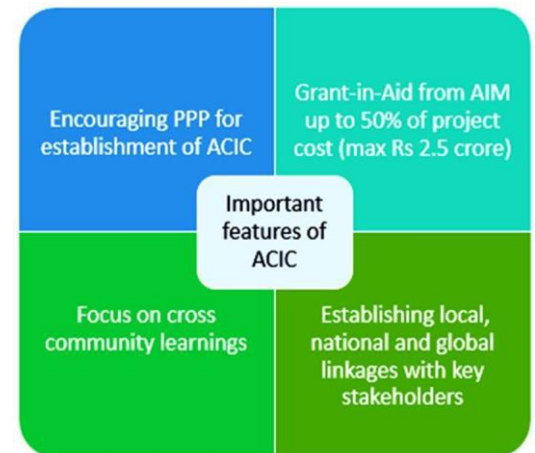 Encouraging PPP for
establishment of ACIC
Grant-in-Aid from AIM
up to 50% of project
cost (max Rs 2.5 crore)
Important
features of
ACIC
Focus on cross
community learnings
Establishing local,
national and global
linkages with key
stakeholders